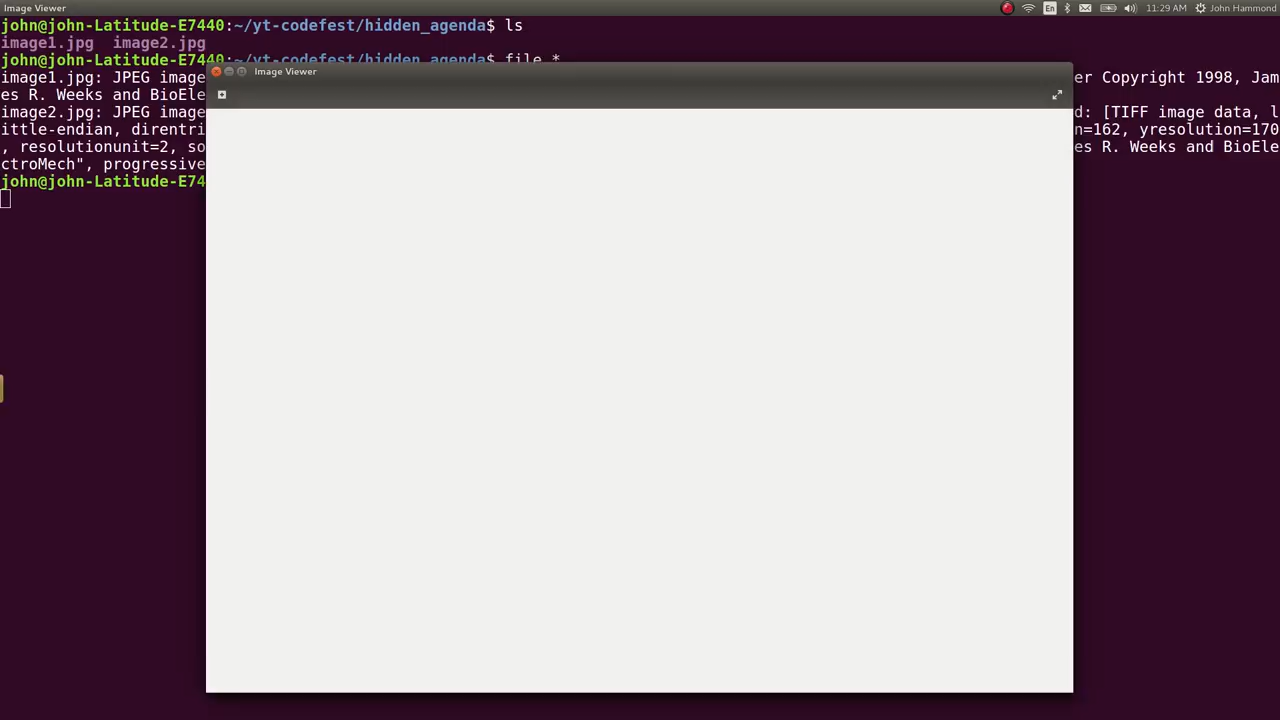 Image Viewer
En
11:29 AM
John Hammond
john@john-Latitude-E7440:~/yt-codefest/hidden_agenda$ ls
image1.jpg image2.jpg
john@john-Latitude-E7440:~/yt-codefest/hidden_agenda$ file *
Image Viewer
image1.jpg: JPEG image er Copyright 1998, Jam
es R. Weeks and BioEle
image2.jpg: JPEG image d: [TIFF image data, l
ittle-endian, direntri n=162, yresolution=170
, resolutionunit=2, so es R. Weeks and BioEle
ctroMech", progressive
john@john-Latitude-E74